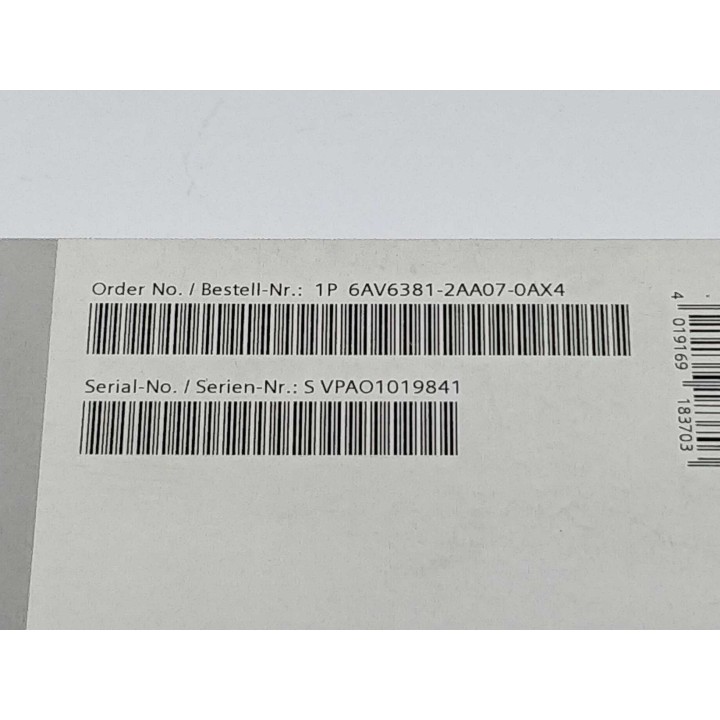 Order No. / Bestell-Nr.: 1P 6AV6381-2AA07-0AX4
Serial-No. / Serien-Nr.: S VPAO1019841
4 019169 183703